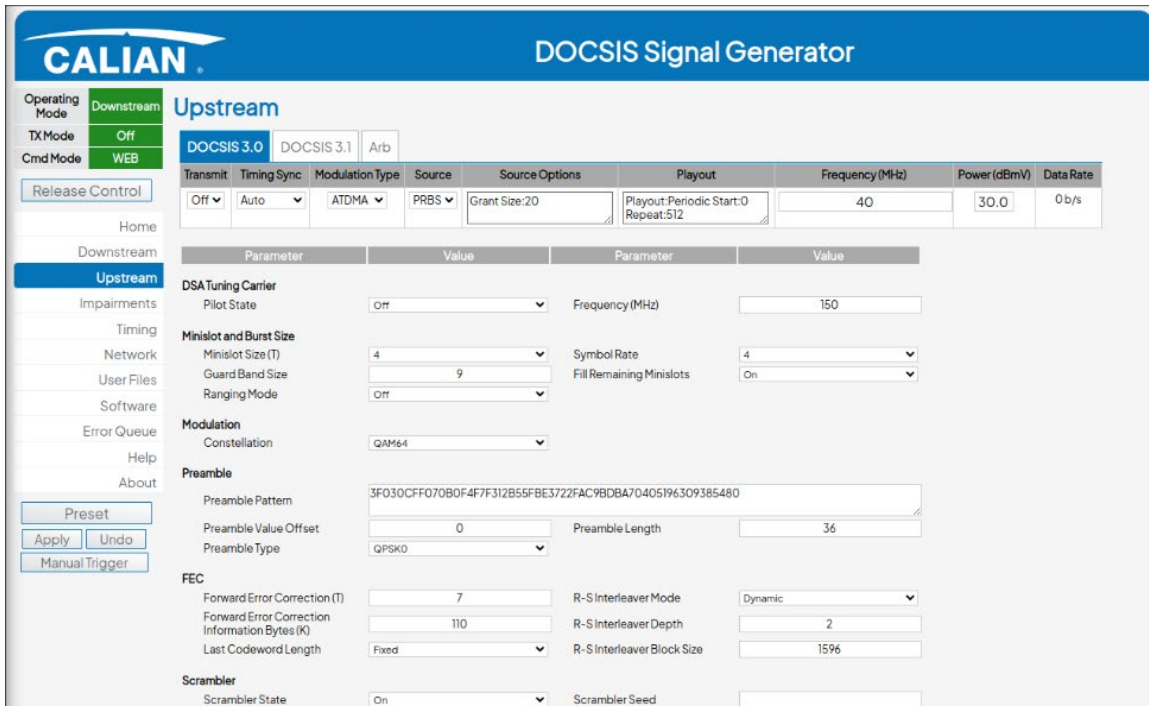 CALIAN
DOCSIS Signal Generator
Operating Mode Downstream
TX Mode Off
Cmd Mode WEB
Release Control
Home
Downstream
Upstream
Impairments
Timing
Network
User Files
Software
Error Queue
Help
About
Preset
Apply Undo
Manual Trigger
Upstream
DOCSIS 3.0 DOCSIS 3.1 Arb
Transmit Timing Sync Modulation Type Source Source Options Playout Frequency (MHz) Power (dBmV) Data Rate
Off Auto ATDMA PRBS Grant Size:20 Playout:Periodic Start:0 Repeat:512 40 30.0 0 b/s
Parameter Value Parameter Value
DSA Tuning Carrier
Pilot State Off Frequency (MHz) 150
Minislot and Burst Size
Minislot Size (T) 4 Symbol Rate 4
Guard Band Size 9 Fill Remaining Minislots On
Ranging Mode Off
Modulation
Constellation QAM64
Preamble
Preamble Pattern 3F030CFF070B0F4F7F312B55FBE3722FAC9BDBA70405196309385480
Preamble Value Offset 0 Preamble Length 36
Preamble Type QPSK0
FEC
Forward Error Correction (T) 7 R-S Interleaver Mode Dynamic
Forward Error Correction Information Bytes (K) 110 R-S Interleaver Depth 2
Last Codeword Length Fixed R-S Interleaver Block Size 1596
Scrambler
Scrambler State On Scrambler Seed